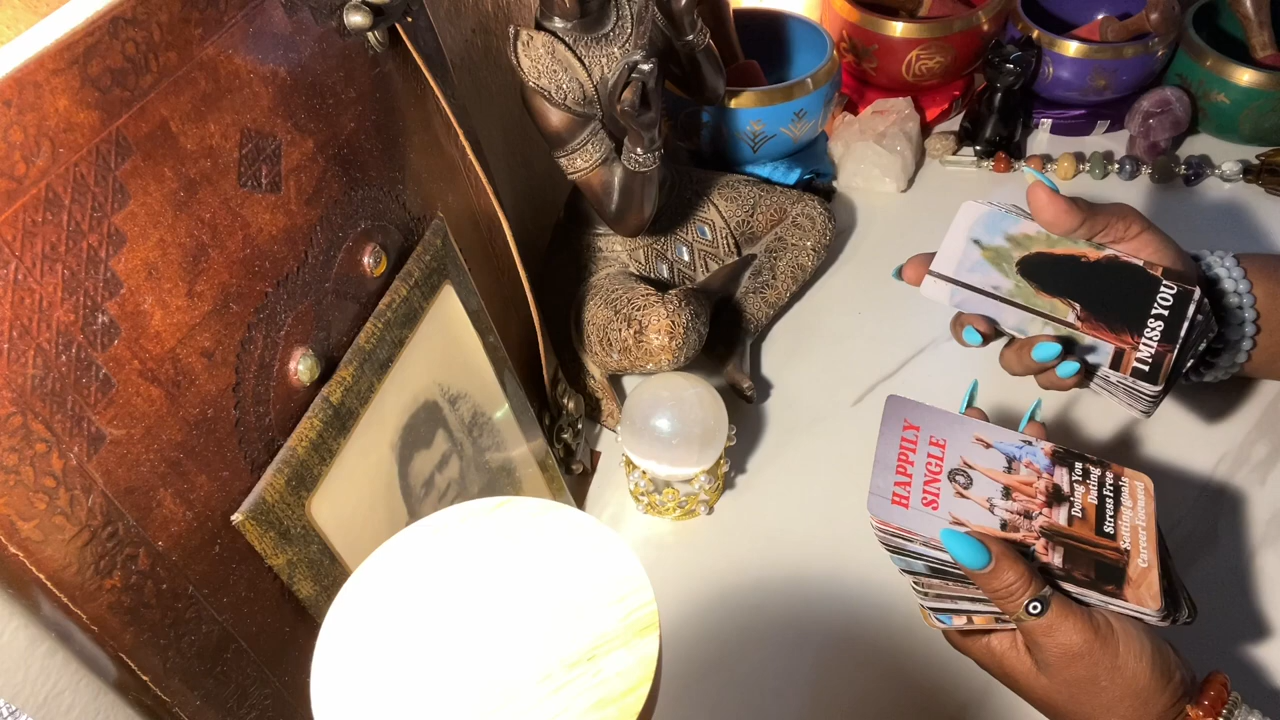 I MISS YOU
HAPPILY
SINGLE
Doing You
Dating
Stress Free
Setting goals
Career Focused